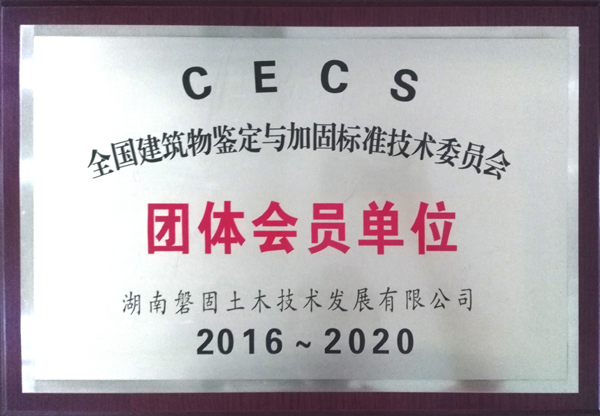 CECS
全国建筑物鉴定与加固标准技术委员会
团体会员单位
湖南磐固土木技术发展有限公司
2016~2020